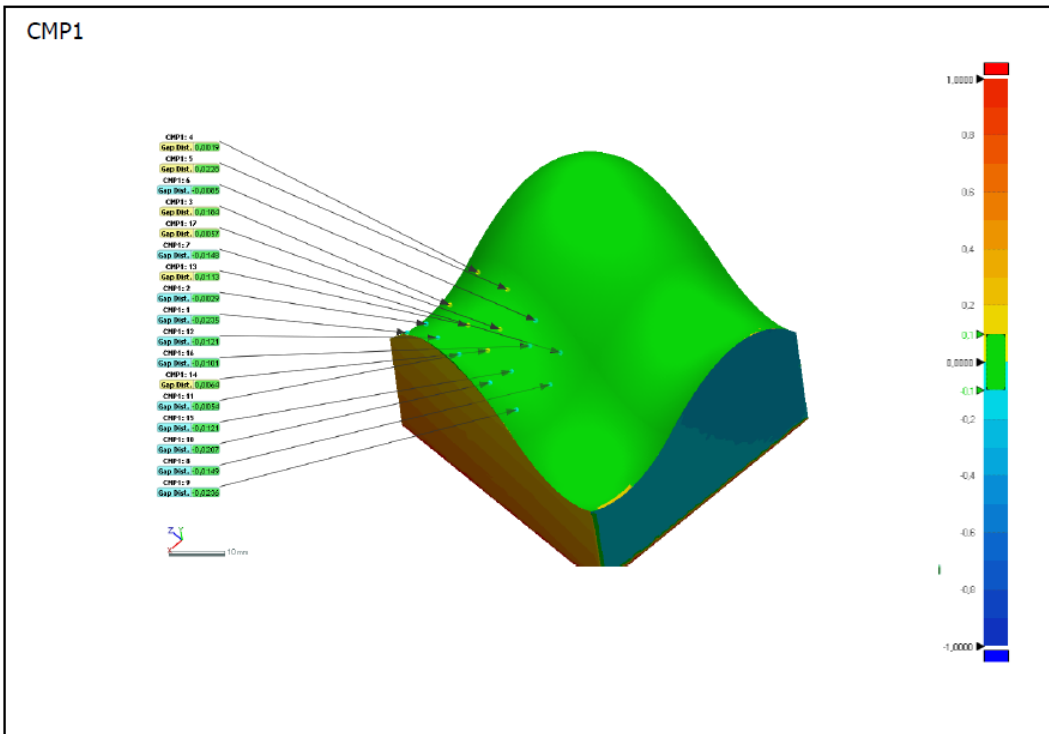 CMP1
CMP1: 4
Gap Dist. 0,0019
CMP1: 5
Gap Dist. 0,0226
CMP1: 6
Gap Dist. -0,0085
CMP1: 3
Gap Dist. 0,0184
CMP1: 17
Gap Dist. 0,0057
CMP1: 7
Gap Dist. -0,0148
CMP1: 13
Gap Dist. 0,0113
CMP1: 2
Gap Dist. -0,0029
CMP1: 1
Gap Dist. -0,0235
CMP1: 12
Gap Dist. -0,0121
CMP1: 16
Gap Dist. -0,0101
CMP1: 14
Gap Dist. 0,0064
CMP1: 11
Gap Dist. -0,0054
CMP1: 15
Gap Dist. -0,0121
CMP1: 10
Gap Dist. -0,0207
CMP1: 8
Gap Dist. -0,0149
CMP1: 9
Gap Dist.
Z Y
X
10 mm
1,0000
0,8
0,6
0,4
0,2
0,1
0,0000
-0,1
-0,2
-0,4
-0,6
-0,8
-1,0000